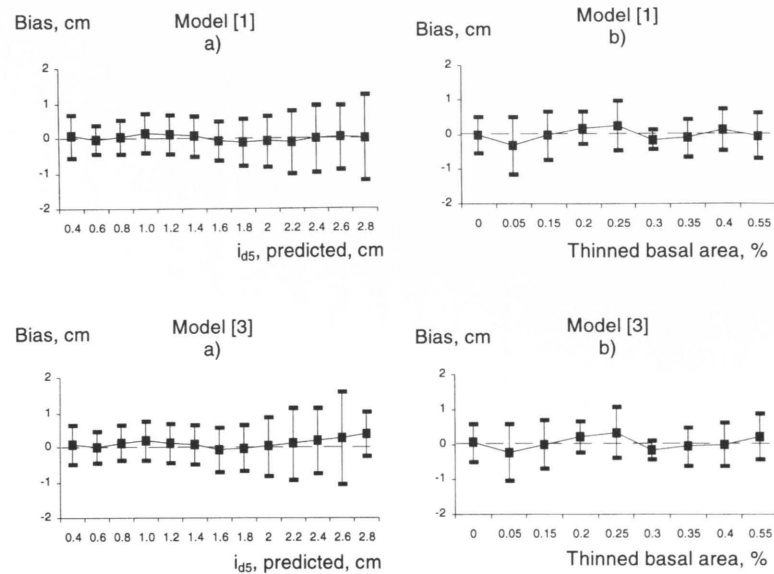 Bias, cm
Model [1]
a)
2
1
0
-1
-2
0.4 0.6 0.8 1.0 1.2 1.4 1.6 1.8 2 2.2 2.4 2.6 2.8
id5, predicted, cm
Bias, cm
Model [1]
b)
2
1
0
-1
-2
0 0.05 0.15 0.2 0.25 0.3 0.35 0.4 0.55
Thinned basal area, %
Bias, cm
Model [3]
a)
2
1
0
-1
-2
0.4 0.6 0.8 1.0 1.2 1.4 1.6 1.8 2 2.2 2.4 2.6 2.8
id5, predicted, cm
Bias, cm
Model [3]
b)
2
1
0
-1
-2
0 0.05 0.15 0.2 0.25 0.3 0.35 0.4 0.55
Thinned basal area, %